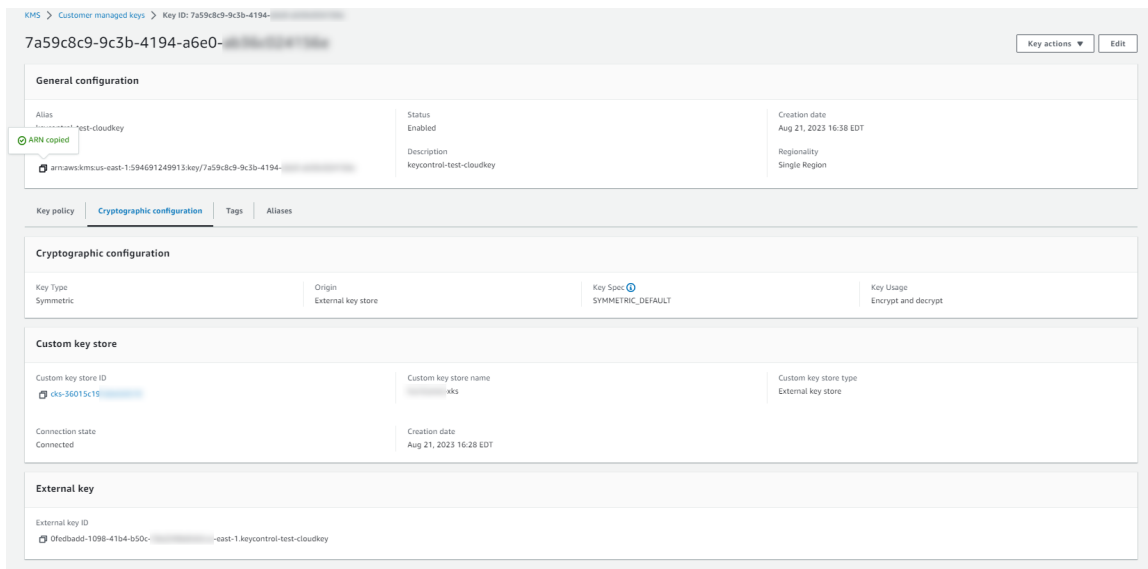 KMS > Customer managed keys > Key ID: 7a59c8c9-9c3b-4194-
7a59c8c9-9c3b-4194-a6e0-
Key actions ▼ Edit
General configuration
Alias Status Creation date
-test-cloudkey Enabled Aug 21, 2023 16:38 EDT
ARN copied
Description Regionality
arn:aws:kms:us-east-1:594691249913:key/7a59c8c9-9c3b-4194- keycontrol-test-cloudkey Single Region
Key policy Cryptographic configuration Tags Aliases
Cryptographic configuration
Key Type Origin Key Spec Key Usage
Symmetric External key store SYMMETRIC_DEFAULT Encrypt and decrypt
Custom key store
Custom key store ID Custom key store name Custom key store type
cks-36015c19 xks External key store
Connection state Creation date
Connected Aug 21, 2023 16:28 EDT
External key
External key ID
0fedbadd-1098-41b4-b50c- -east-1.keycontrol-test-cloudkey